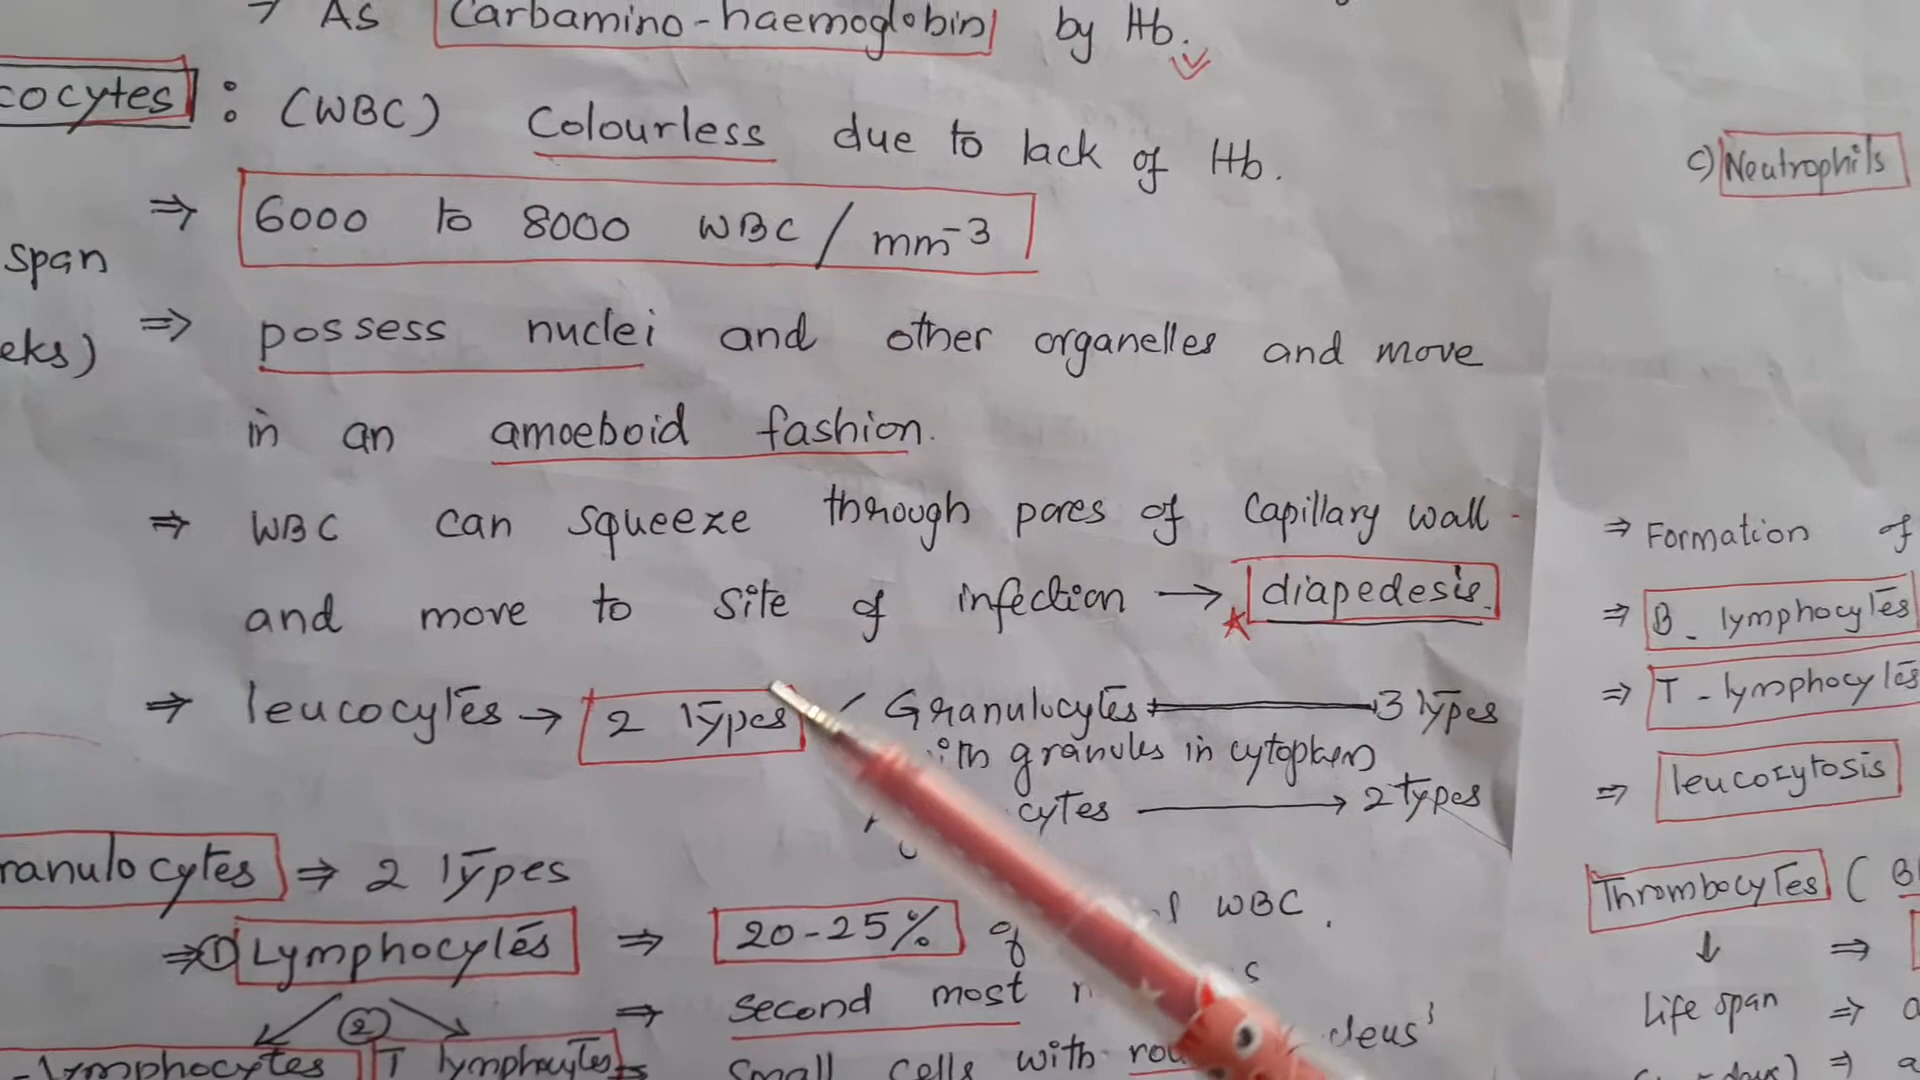 → As Carbamino-haemoglobin by Hb.
cocytes : (WBC) Colourless due to lack of Hb.
⇒ 6000 to 8000 WBC / mm-3
span
eks)
⇒ possess nuclei and other organelles and move
in an amoeboid fashion.
⇒ WBC can squeeze through pores of Capillary wall
and move to site of infection → diapedesis.
⇒ leucocytes → 2 Types Granulocytes 3 types
granules in
cytes → 2 types
ranulocytes ⇒ 2 Types
⇒ ① Lymphocytes ⇒ 20-25% of WBC.
② ⇒ second most
-lymphocytes T lymphocytes small cells with
c) Neutrophils
⇒ Formation of
⇒ B - lymphocytes
⇒ T - lymphocytes
⇒ leucocytosis
Thrombocytes (
↓ ⇒
Life span ⇒